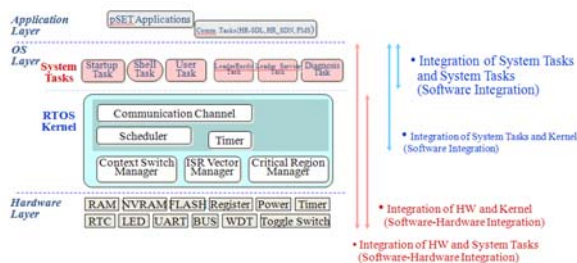 Application
Layer
pSET Applications
Comm. Tasks(HR-SDL, HR_SDN, FMS)
OS
Layer
System
Tasks
Startup
Task
Shell
Task
User
Task
Task
Loader_Service
Task
Diagnosis
Task
RTOS
Kernel
Communication Channel
Scheduler
Timer
Context Switch
Manager
ISR Vector
Manager
Critical Region
Manager
Hardware
Layer
RAM
NVRAM
FLASH
Register
Power
Timer
RTC
LED
UART
BUS
WDT
Toggle Switch
• Integration of System Tasks
and System Tasks
(Software Integration)
• Integration of System Tasks and Kernel
(Software Integration)
• Integration of HW and Kernel
(Software-Hardware Integration)
• Integration of HW and System Tasks
(Software-Hardware Integration)